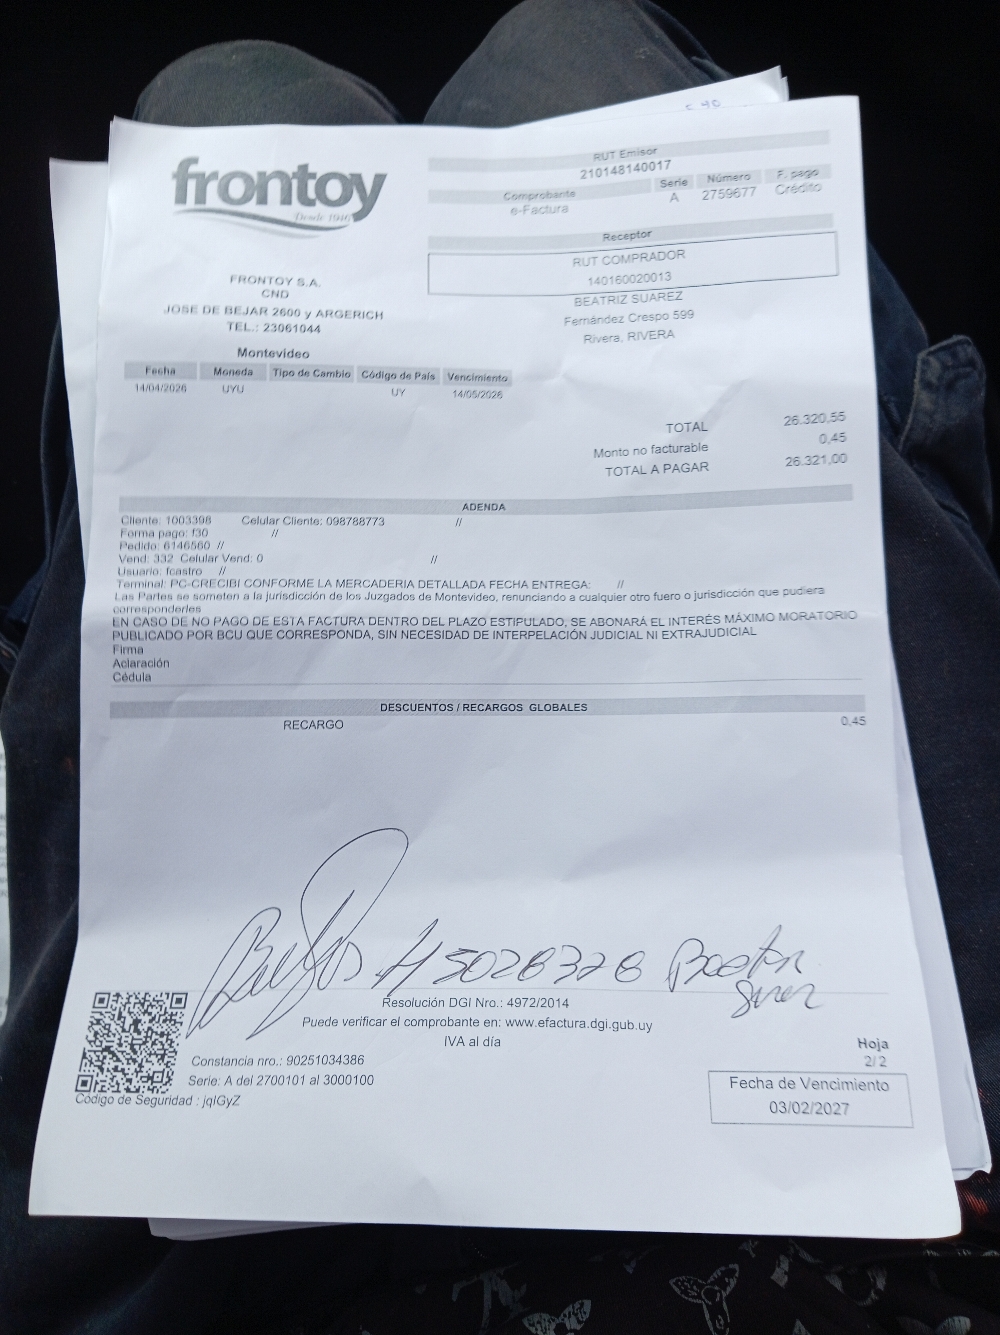 frontoy
Desde 1940
RUT Emisor
210148140017
Comprobante Serie Número F. pago
e-Factura A 2759677 Crédito
Receptor
RUT COMPRADOR
140160020013
BEATRIZ SUAREZ
Fernández Crespo 599
Rivera, RIVERA
FRONTOY S.A.
CND
JOSE DE BEJAR 2600 y ARGERICH
TEL.: 23061044
Montevideo
Fecha Moneda Tipo de Cambio Código de País Vencimiento
14/04/2026 UYU UY 14/05/2026
TOTAL 26.320,55
Monto no facturable 0,45
TOTAL A PAGAR 26.321,00
ADENDA
Cliente: 1003398 Celular Cliente: 098788773 //
Forma pago: f30 //
Pedido: 6146560 //
Vend: 332 Celular Vend: 0 //
Usuario: fcastro //
Terminal: PC-CRECIBI CONFORME LA MERCADERIA DETALLADA FECHA ENTREGA: //
Las Partes se someten a la jurisdicción de los Juzgados de Montevideo, renunciando a cualquier otro fuero o jurisdicción que pudiera
corresponderles
EN CASO DE NO PAGO DE ESTA FACTURA DENTRO DEL PLAZO ESTIPULADO, SE ABONARÁ EL INTERÉS MÁXIMO MORATORIO
PUBLICADO POR BCU QUE CORRESPONDA, SIN NECESIDAD DE INTERPELACIÓN JUDICIAL NI EXTRAJUDICIAL
Firma
Aclaración
Cédula
DESCUENTOS / RECARGOS GLOBALES
RECARGO 0,45
45028328
Resolución DGI Nro.: 4972/2014
Puede verificar el comprobante en: www.efactura.dgi.gub.uy
IVA al día
Constancia nro.: 90251034386
Serie: A del 2700101 al 3000100
Código de Seguridad : jqIGyZ
Hoja
2/2
Fecha de Vencimiento
03/02/2027